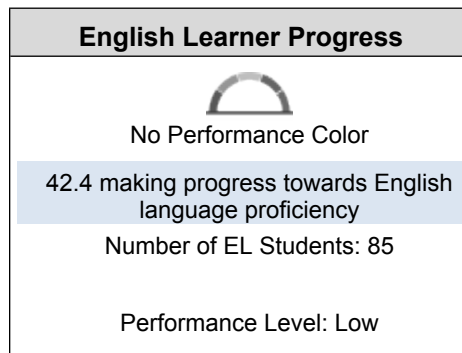 English Learner Progress
No Performance Color
42.4 making progress towards English
language proficiency
Number of EL Students: 85
Performance Level: Low